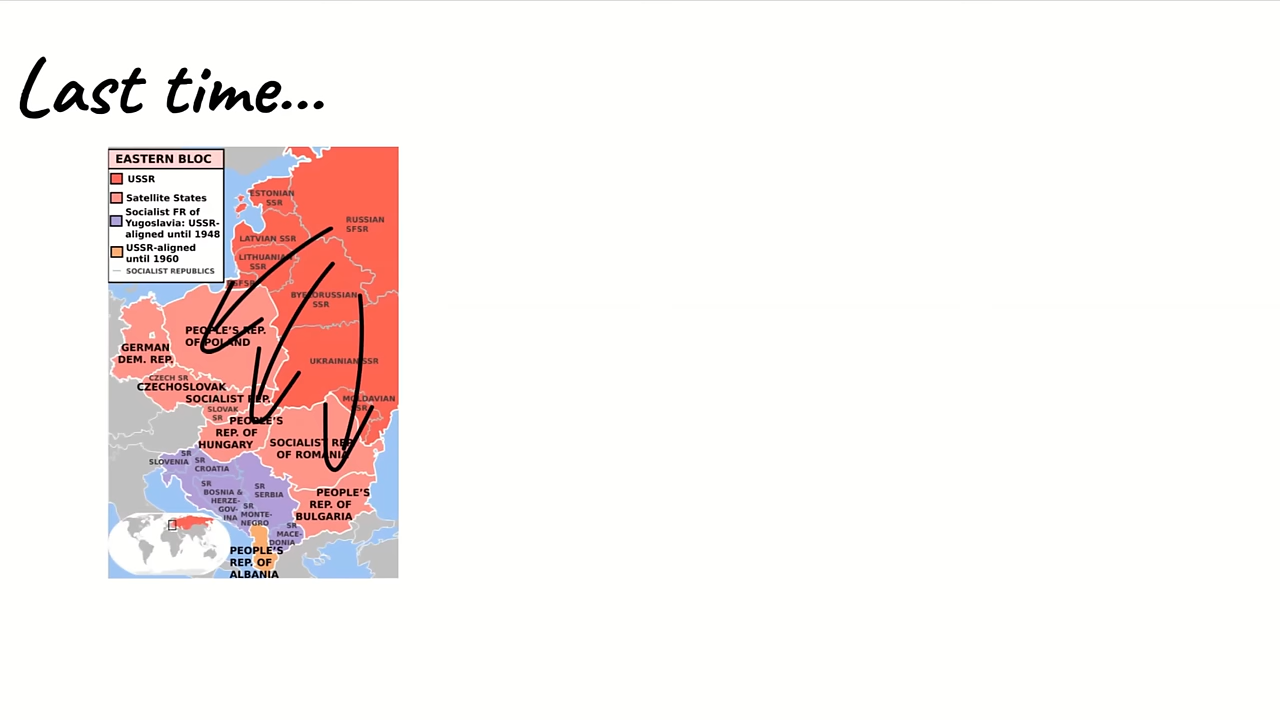 Last time...
EASTERN BLOC
USSR
Satellite States
Socialist FR of
Yugoslavia: USSR-
aligned until 1948
USSR-aligned
until 1960
SOCIALIST REPUBLICS
ESTONIAN
SSR
RUSSIAN
SFSR
LATVIAN SSR
LITHUANIAN
SSR
BYELORUSSIAN
SSR
PEOPLE'S REP.
OF POLAND
GERMAN
DEM. REP.
UKRAINIAN SSR
CZECH SR
CZECHOSLOVAK
SOCIALIST REP.
SLOVAK
SR
MOLDAVIAN
SSR
PEOPLE'S
REP. OF
HUNGARY
SOCIALIST REP.
OF ROMANIA
SR
SLOVENIA
SR
CROATIA
SR
BOSNIA &
HERZE-
GOV-
INA
SR
SERBIA
SR
MONTE-
NEGRO
SR
MACE-
DONIA
PEOPLE'S
REP. OF
BULGARIA
PEOPLE'S
REP. OF
ALBANIA